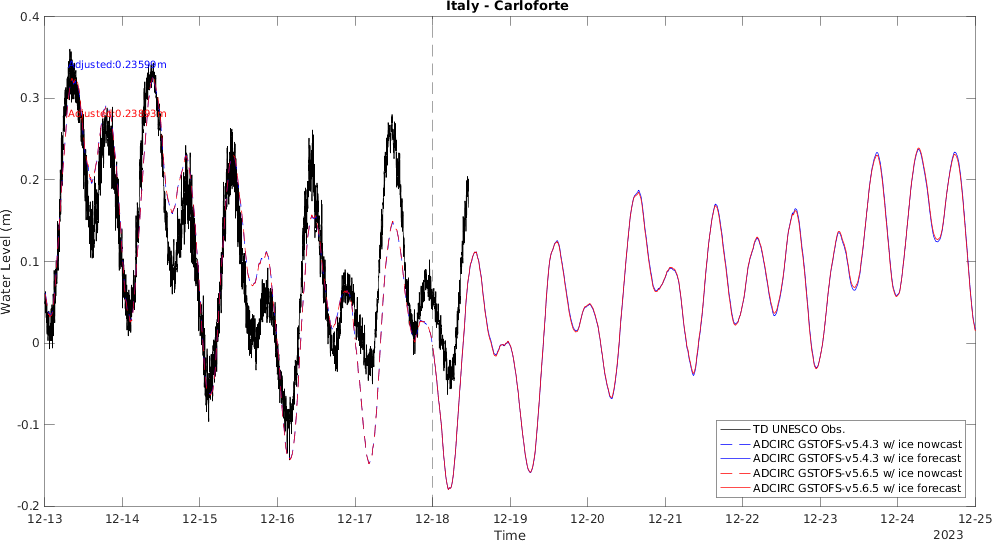 Italy - Carloforte
0.4
0.3
0.2
0.1
0
-0.1
-0.2
Water Level (m)
Adjusted:0.23599m
12-13
12-14
12-15
12-16
12-17
12-18
12-19
12-20
12-21
12-22
12-23
12-24
12-25
Time
2023
TD UNESCO Obs.
ADCIRC GSTOFS-v5.4.3 w/ ice nowcast
ADCIRC GSTOFS-v5.4.3 w/ ice forecast
ADCIRC GSTOFS-v5.6.5 w/ ice nowcast
ADCIRC GSTOFS-v5.6.5 w/ ice forecast